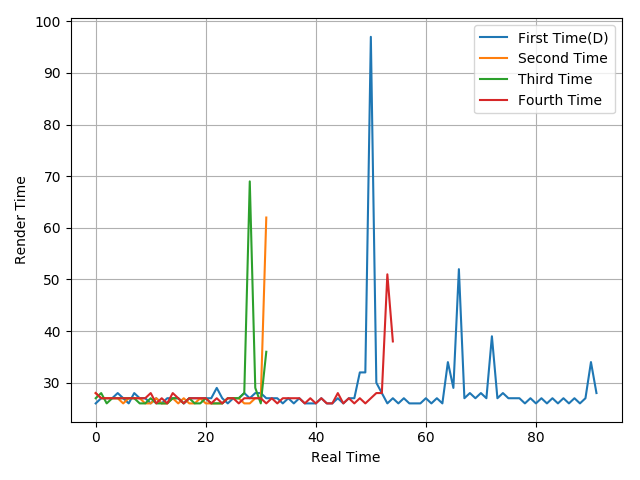 100
90
80
70
60
50
40
30
0
20
40
60
80
Render Time
Real Time
First Time(D)
Second Time
Third Time
Fourth Time